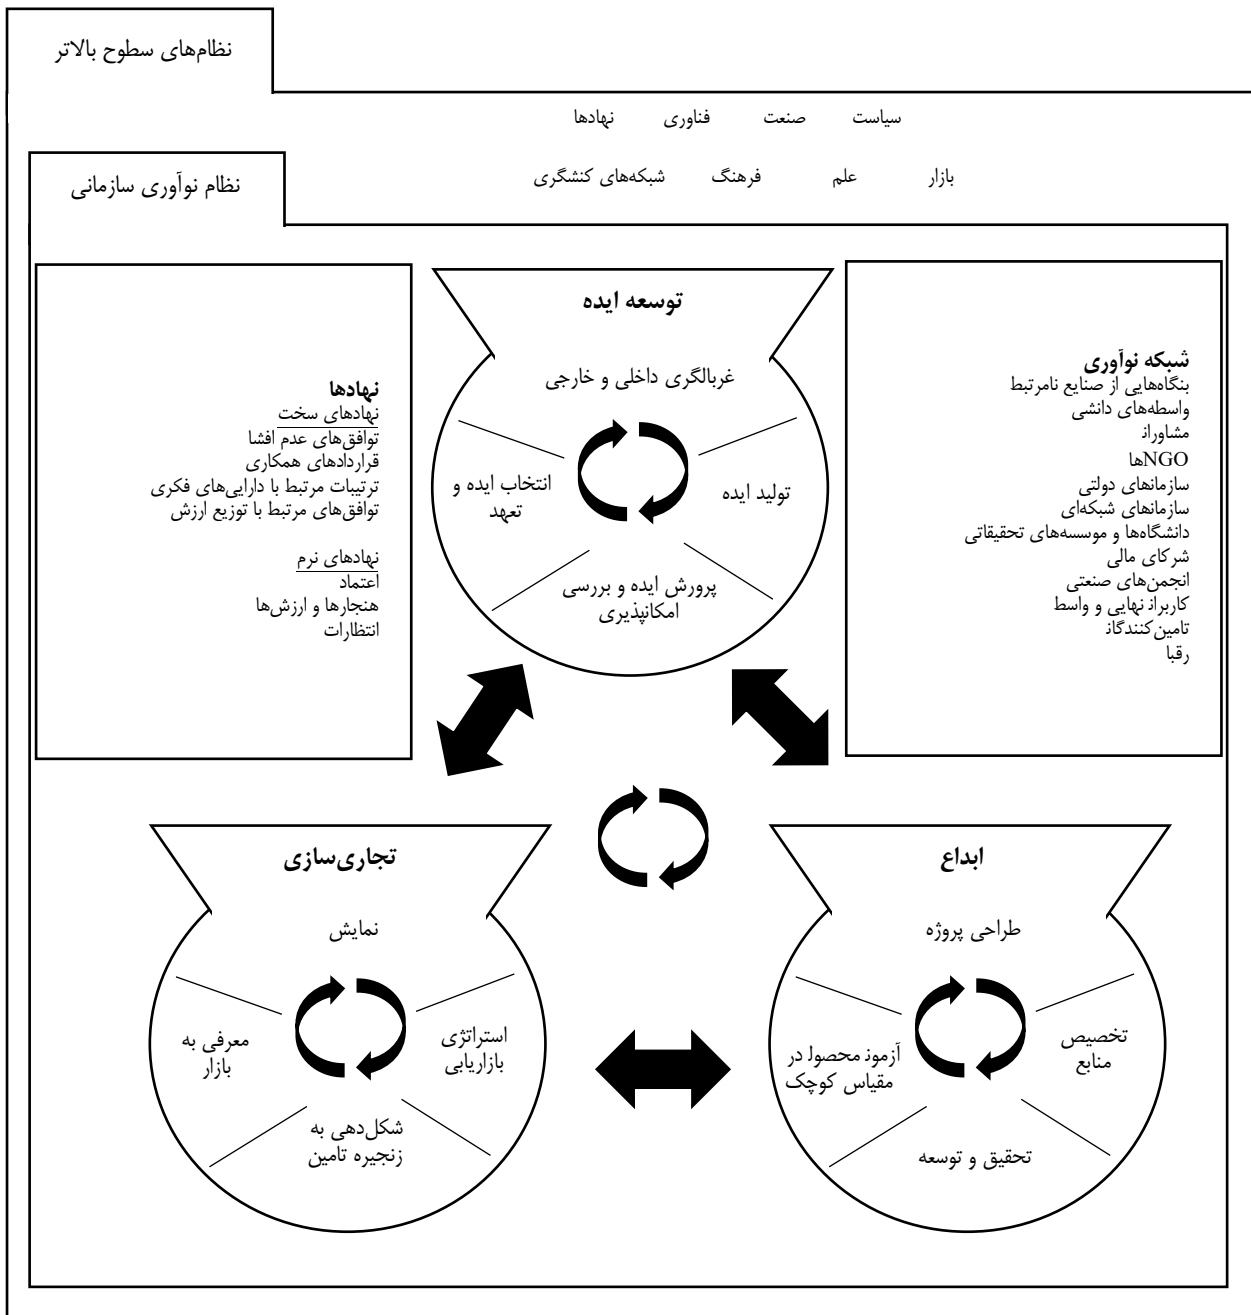 نظام‌های سطوح بالاتر
سیاست صنعت فناوری نهادها
بازار علم فرهنگ شبکه‌های کنشگری
نظام نوآوری سازمانی
شبکه نوآوری
بنگاه‌هایی از صنایع نامرتبط
واسطه‌های دانشی
مشاوران
NGOها
سازمانهای دولتی
سازمانهای شبکه‌ای
دانشگاه‌ها و موسسه‌های تحقیقاتی
شرکای مالی
انجمن‌های صنعتی
کاربران نهایی و واسط
تامین‌کنندگان
رقبا
توسعه ایده
غربالگری داخلی و خارجی
تولید ایده
پرورش ایده و بررسی
امکانپذیری
انتخاب ایده و
تعهد
نهادها
نهادهای سخت
توافق‌های عدم افشا
قراردادهای همکاری
ترتیبات مرتبط با دارایی‌های فکری
توافق‌های مرتبط با توزیع ارزش
نهادهای نرم
اعتماد
هنجارها و ارزش‌ها
انتظارات
ابداع
طراحی پروژه
تخصیص
منابع
تحقیق و توسعه
آزمون محصول در
مقیاس کوچک
تجاری‌سازی
نمایش
استراتژی
بازاریابی
شکل‌دهی به
زنجیره تامین
معرفی به
بازار